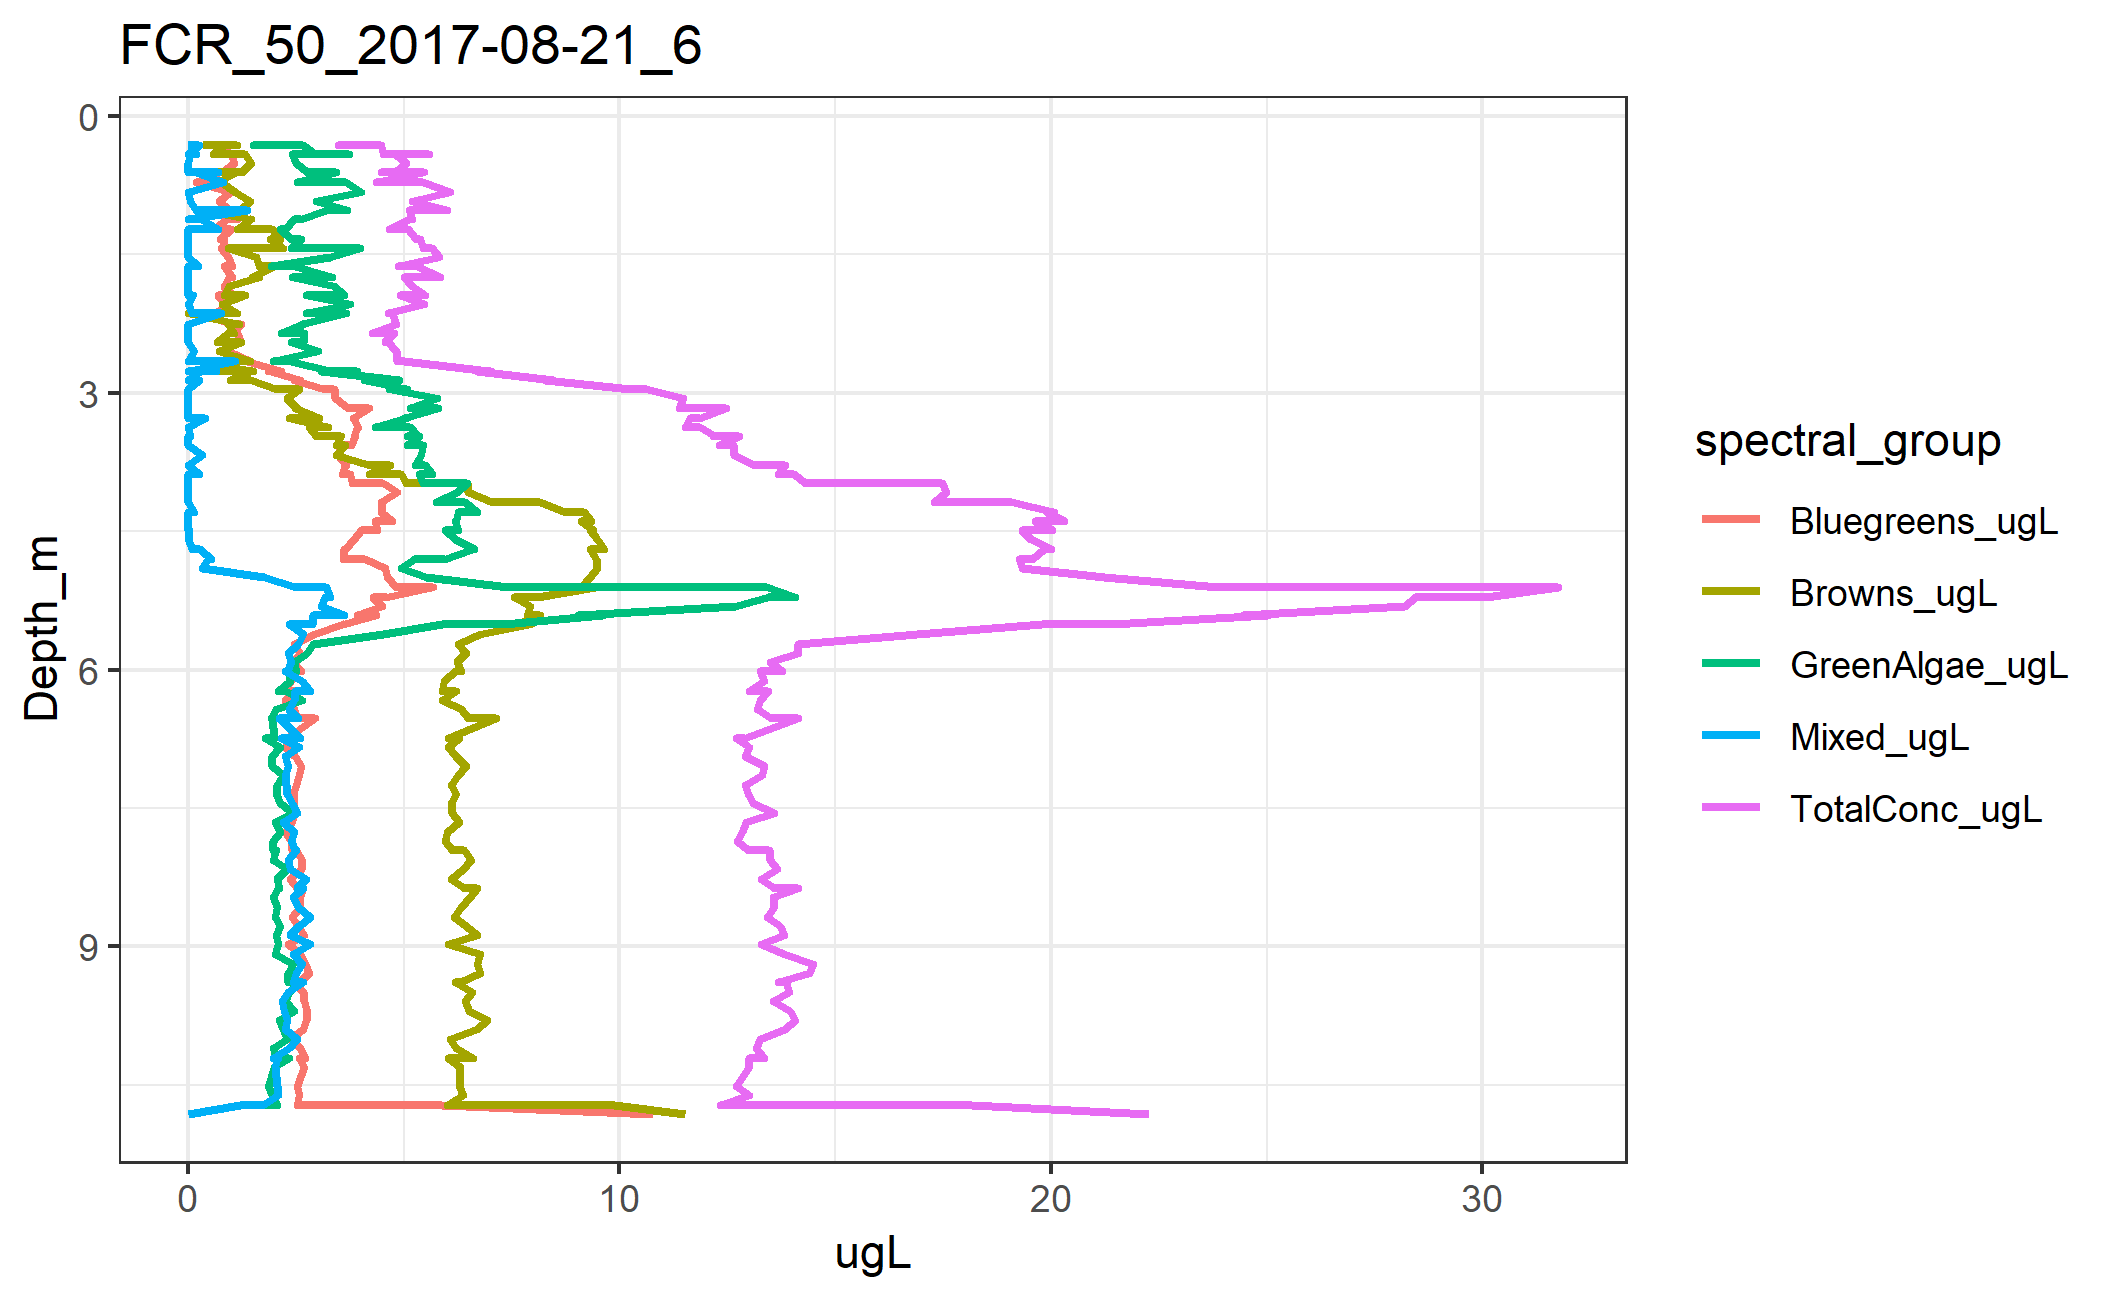 FCR_50_2017-08-21_6
0
3
6
9
Depth_m
0 10 20 30
ugL
spectral_group
Bluegreens_ugL
Browns_ugL
GreenAlgae_ugL
Mixed_ugL
TotalConc_ugL